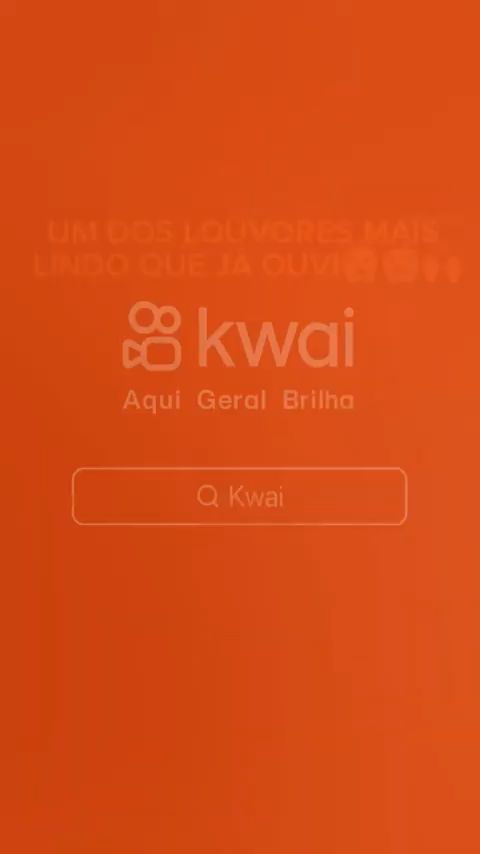 UM DOS LOUVORES MAIS
LINDO QUE JÁ OUVI
kwai
Aqui Geral Brilha
Kwai